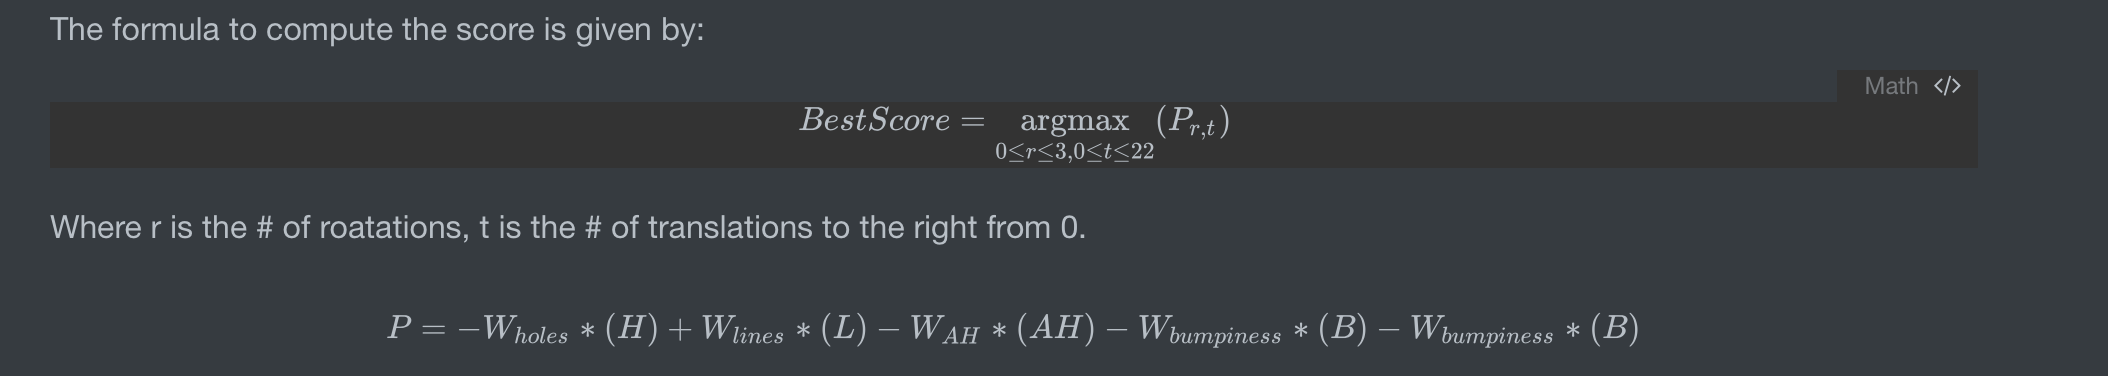 The formula to compute the score is given by:
Math </>
BestScore = argmax (P_{r,t})
0≤r≤3,0≤t≤22
Where r is the # of roatations, t is the # of translations to the right from 0.
P = −W_{holes} ∗ (H) + W_{lines} ∗ (L) − W_{AH} ∗ (AH) − W_{bumpiness} ∗ (B) − W_{bumpiness} ∗ (B)